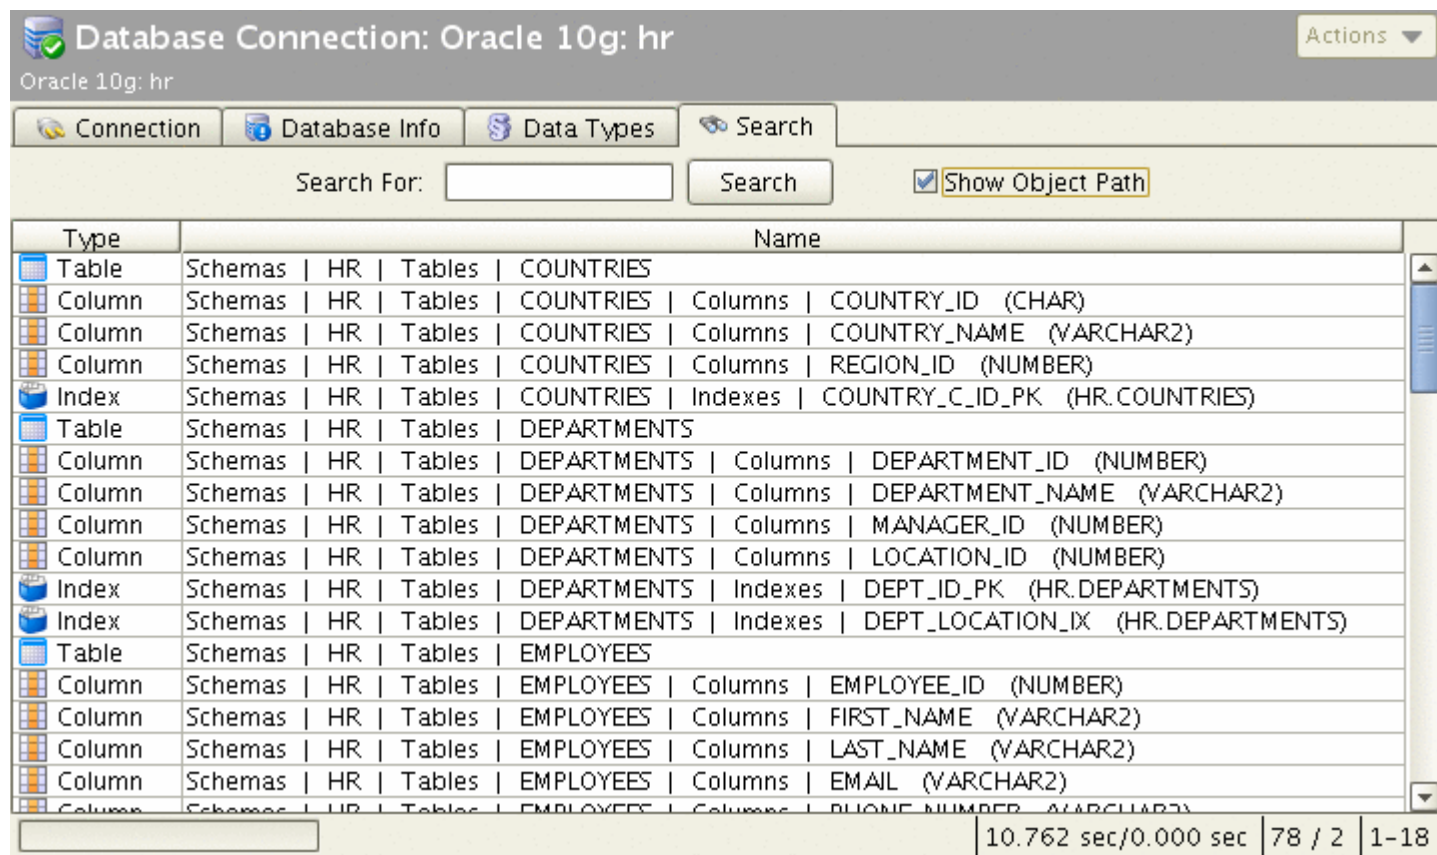 Database Connection: Oracle 10g: hr
Actions
Oracle 10g: hr
Connection Database Info Data Types Search
Search For: Search Show Object Path
Type Name
Table Schemas | HR | Tables | COUNTRIES
Column Schemas | HR | Tables | COUNTRIES | Columns | COUNTRY_ID (CHAR)
Column Schemas | HR | Tables | COUNTRIES | Columns | COUNTRY_NAME (VARCHAR2)
Column Schemas | HR | Tables | COUNTRIES | Columns | REGION_ID (NUMBER)
Index Schemas | HR | Tables | COUNTRIES | Indexes | COUNTRY_C_ID_PK (HR.COUNTRIES)
Table Schemas | HR | Tables | DEPARTMENTS
Column Schemas | HR | Tables | DEPARTMENTS | Columns | DEPARTMENT_ID (NUMBER)
Column Schemas | HR | Tables | DEPARTMENTS | Columns | DEPARTMENT_NAME (VARCHAR2)
Column Schemas | HR | Tables | DEPARTMENTS | Columns | MANAGER_ID (NUMBER)
Column Schemas | HR | Tables | DEPARTMENTS | Columns | LOCATION_ID (NUMBER)
Index Schemas | HR | Tables | DEPARTMENTS | Indexes | DEPT_ID_PK (HR.DEPARTMENTS)
Index Schemas | HR | Tables | DEPARTMENTS | Indexes | DEPT_LOCATION_IX (HR.DEPARTMENTS)
Table Schemas | HR | Tables | EMPLOYEES
Column Schemas | HR | Tables | EMPLOYEES | Columns | EMPLOYEE_ID (NUMBER)
Column Schemas | HR | Tables | EMPLOYEES | Columns | FIRST_NAME (VARCHAR2)
Column Schemas | HR | Tables | EMPLOYEES | Columns | LAST_NAME (VARCHAR2)
Column Schemas | HR | Tables | EMPLOYEES | Columns | EMAIL (VARCHAR2)
Column Schemas | HR | Tables | EMPLOYEES | Columns | PHONE_NUMBER (VARCHAR2)
10.762 sec/0.000 sec 78 / 2 1-18